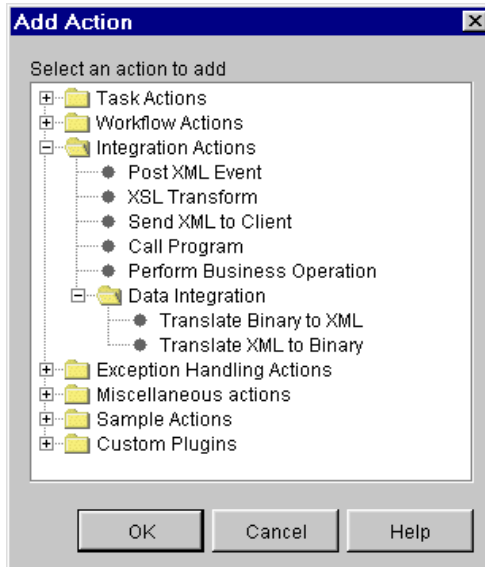 Add Action
Select an action to add
Task Actions
Workflow Actions
Integration Actions
Post XML Event
XSL Transform
Send XML to Client
Call Program
Perform Business Operation
Data Integration
Translate Binary to XML
Translate XML to Binary
Exception Handling Actions
Miscellaneous actions
Sample Actions
Custom Plugins
OK Cancel Help